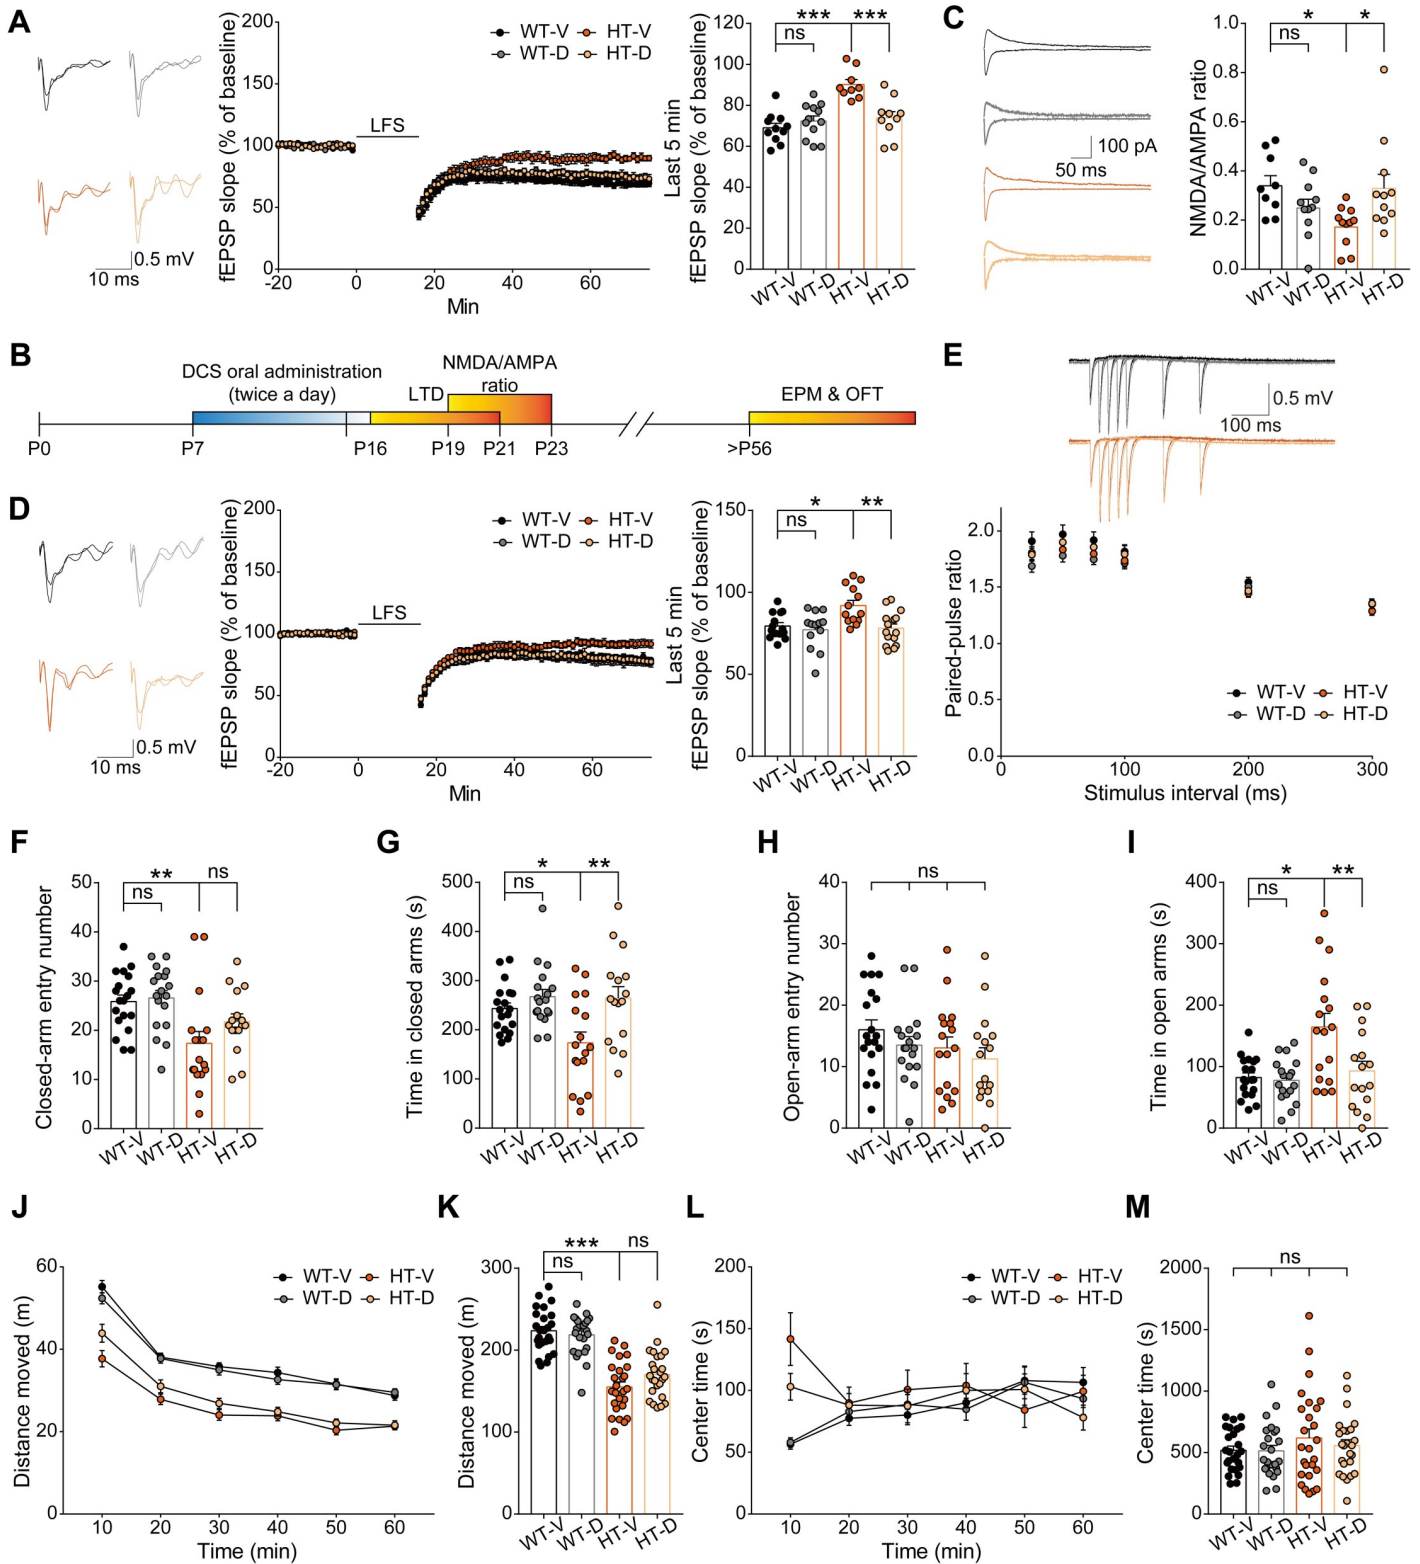 A
fEPSP slope (% of baseline)
200
150
100
50
0
-20
0
20
40
60
Min
LFS
WT-V
HT-V
WT-D
HT-D
0.5 mV
10 ms
Last 5 min
fEPSP slope (% of baseline)
120
100
80
60
40
20
0
*** ***
ns
WT-V
WT-D
HT-V
HT-D
C
100 pA
50 ms
NMDA/AMPA ratio
1.0
0.8
0.6
0.4
0.2
0.0
* *
ns
WT-V
WT-D
HT-V
HT-D
B
DCS oral administration
(twice a day)
LTD
NMDA/AMPA
ratio
EPM & OFT
P0
P7
P16
P19
P21
P23
>P56
D
0.5 mV
10 ms
fEPSP slope (% of baseline)
200
150
100
50
0
-20
0
20
40
60
Min
LFS
WT-V
HT-V
WT-D
HT-D
Last 5 min
fEPSP slope (% of baseline)
150
100
50
0
* **
ns
WT-V
WT-D
HT-V
HT-D
E
0.5 mV
100 ms
Paired-pulse ratio
2.0
1.5
1.0
0.5
0.0
0
100
200
300
Stimulus interval (ms)
WT-V
HT-V
WT-D
HT-D
F
Closed-arm entry number
50
40
30
20
10
0
** ns
ns
WT-V
WT-D
HT-V
HT-D
G
Time in closed arms (s)
500
400
300
200
100
0
* **
ns
WT-V
WT-D
HT-V
HT-D
H
Open-arm entry number
40
30
20
10
0
ns
WT-V
WT-D
HT-V
HT-D
I
Time in open arms (s)
400
300
200
100
0
* **
ns
WT-V
WT-D
HT-V
HT-D
J
Distance moved (m)
60
40
20
0
10
20
30
40
50
60
Time (min)
WT-V
HT-V
WT-D
HT-D
K
Distance moved (m)
300
200
100
0
*** ns
ns
WT-V
WT-D
HT-V
HT-D
L
Center time (s)
200
150
100
50
0
10
20
30
40
50
60
Time (min)
WT-V
HT-V
WT-D
HT-D
M
Center time (s)
2000
1500
1000
500
0
ns
WT-V
WT-D
HT-V
HT-D